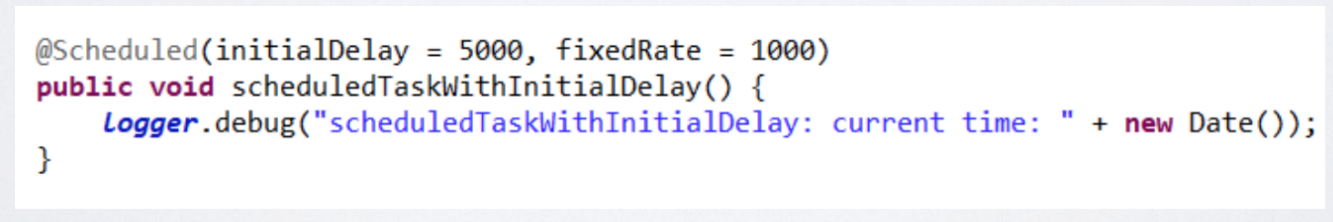 @Scheduled(initialDelay = 5000, fixedRate = 1000)
public void scheduledTaskWithInitialDelay() {
    Logger.debug("scheduledTaskWithInitialDelay: current time: " + new Date());
}